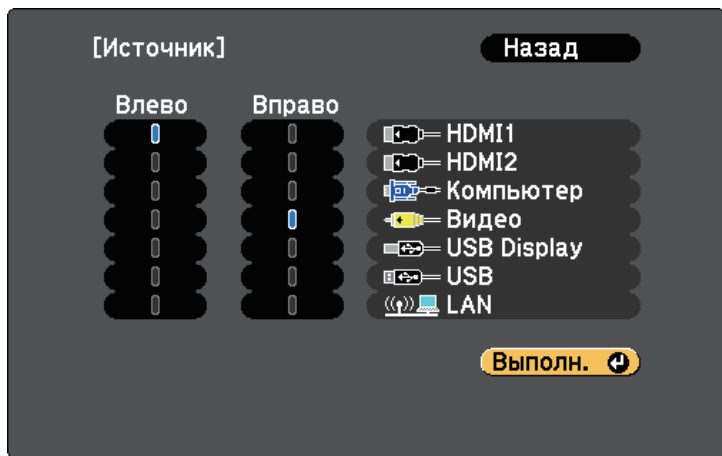 [Источник] Назад
Влево Вправо
HDMI1
HDMI2
Компьютер
Видео
USB Display
USB
LAN
Выполн.